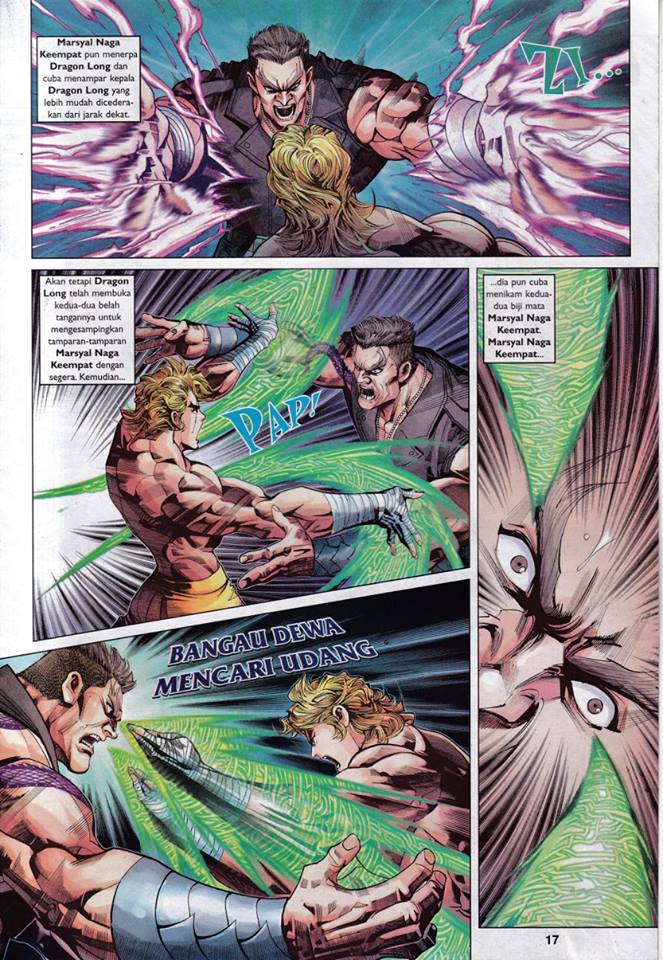 Marsyal Naga
Keempat pun menerpa
Dragon Long dan
cuba menampar kepala
Dragon Long yang
lebih mudah dicedera-
kan dari jarak dekat.
ZI...
Akan tetapi Dragon
Long telah membuka
kedua-dua belah
tangannya untuk
mengesampingkan
tamparan-tamparan
Marsyal Naga
Keempat dengan
segera. Kemudian...
PAP!
...dia pun cuba
menikam kedua-
dua biji mata
Marsyal Naga
Keempat.
Marsyal Naga
Keempat...
BANGAU DEWA
MENCARI UDANG
17